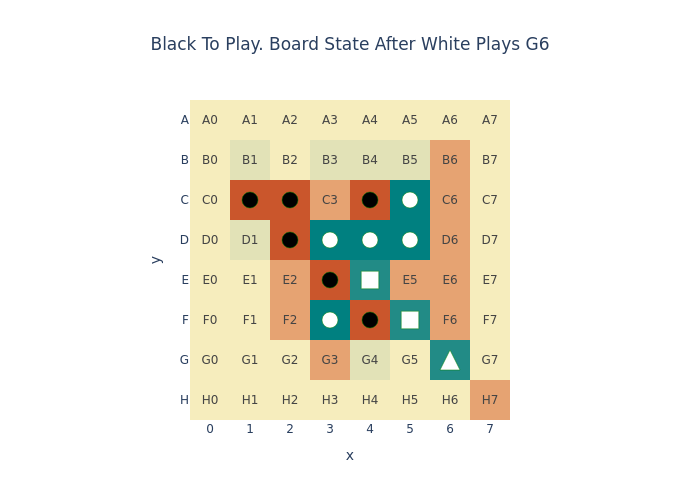 Black To Play. Board State After White Plays G6
A A0 A1 A2 A3 A4 A5 A6 A7
B B0 B1 B2 B3 B4 B5 B6 B7
C C0 C3 C6 C7
D D0 D1 D6 D7
E E0 E1 E2 E5 E6 E7
F F0 F1 F2 F6 F7
G G0 G1 G2 G3 G4 G5 G7
H H0 H1 H2 H3 H4 H5 H6 H7
0 1 2 3 4 5 6 7
x
y